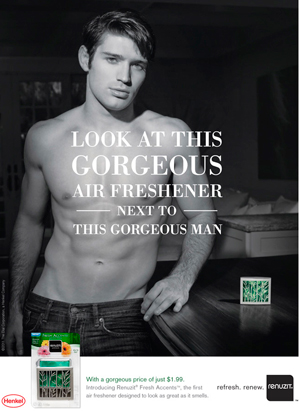 LOOK AT THIS
GORGEOUS
AIR FRESHENER
NEXT TO
THIS GORGEOUS MAN
With a gorgeous price of just $1.99.
Introducing Renuzit® Fresh Accents™, the first
air freshener designed to look as great as it smells.
refresh. renew.
renuzit.
Henkel